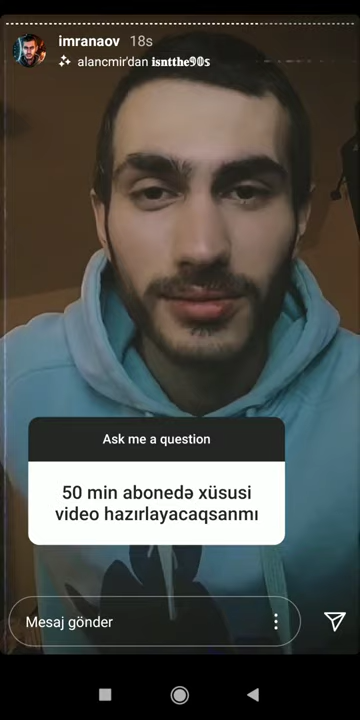 imranaov 18s
alancmir'dan 𝖎𝖘𝖓𝖙𝖙𝖍𝖊𝟗𝟘𝖘
Ask me a question
50 min abonedə xüsusi
video hazırlayacaqsanmı
Mesaj gönder